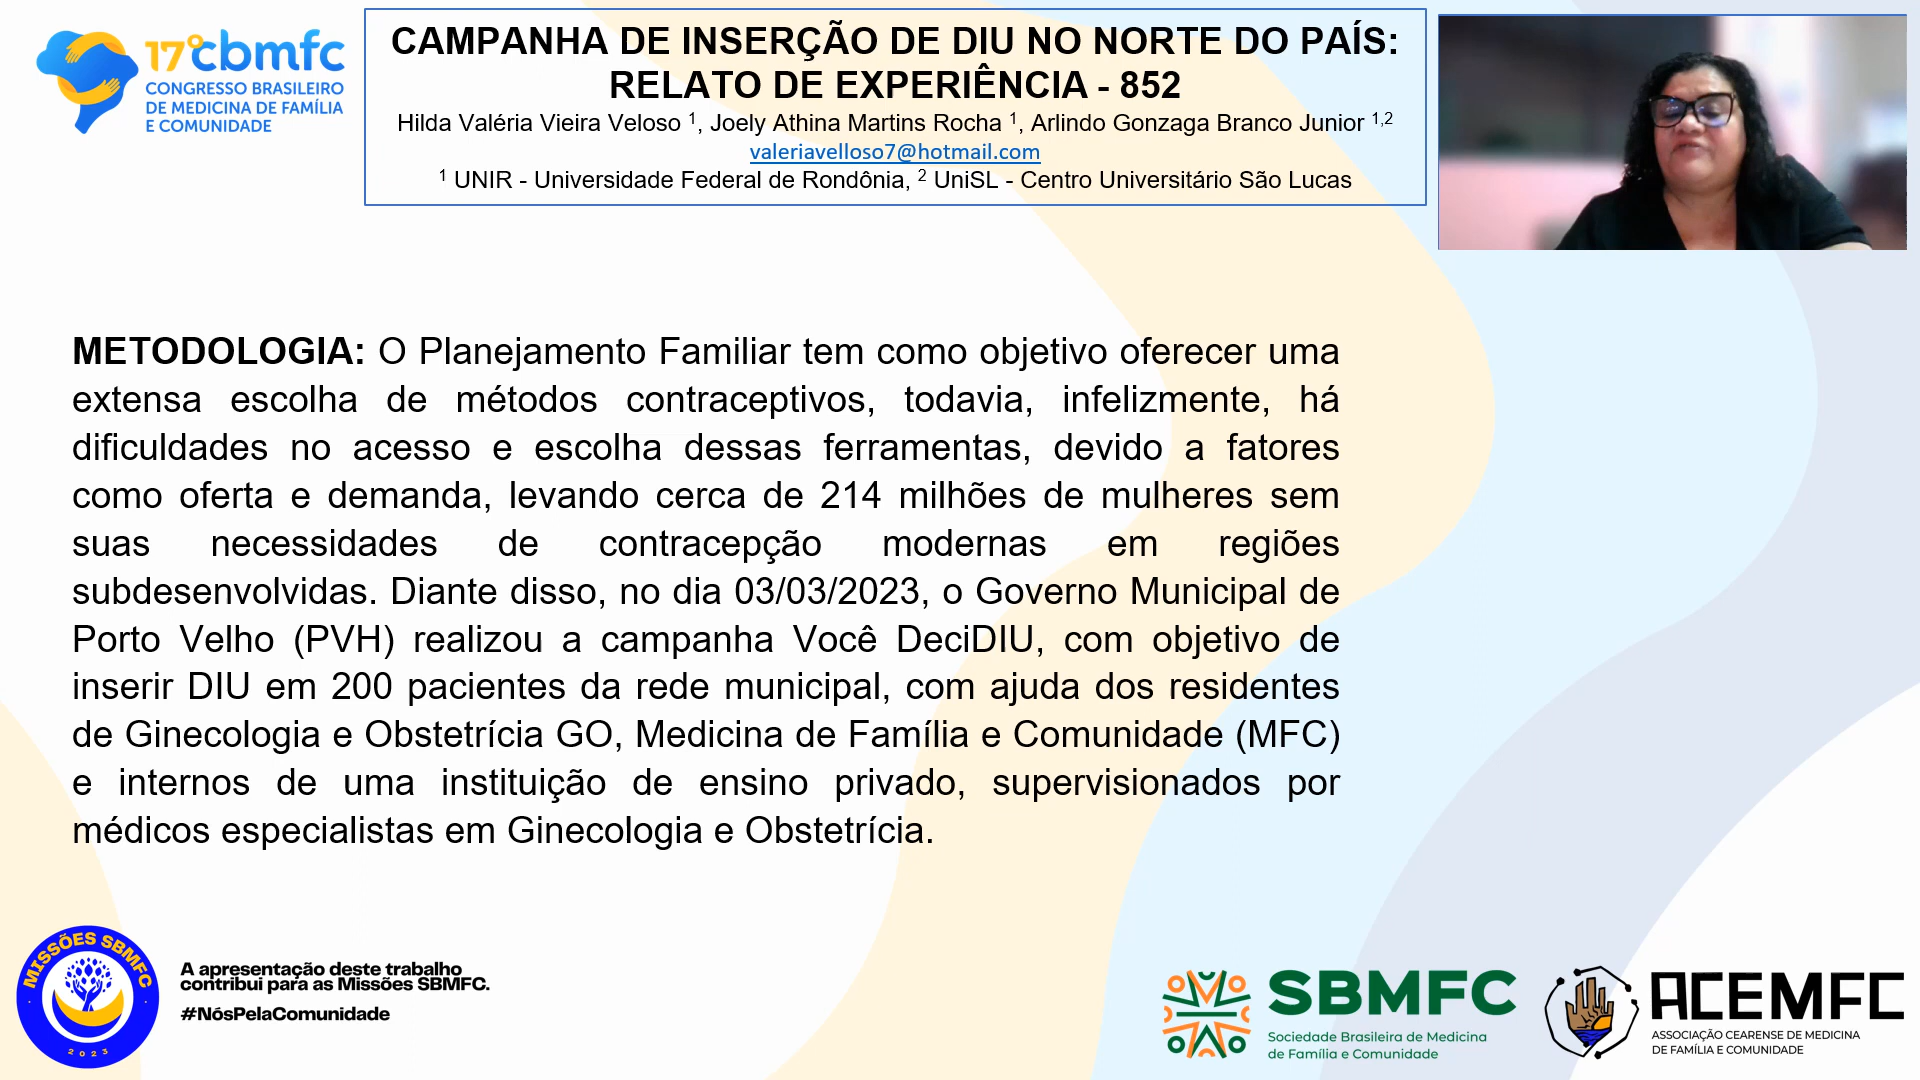 17º cbmfc
CONGRESSO BRASILEIRO
DE MEDICINA DE FAMÍLIA
E COMUNIDADE
CAMPANHA DE INSERÇÃO DE DIU NO NORTE DO PAÍS:
RELATO DE EXPERIÊNCIA - 852
Hilda Valéria Vieira Veloso ¹, Joely Athina Martins Rocha ¹, Arlindo Gonzaga Branco Junior ¹,²
valeriavelloso7@hotmail.com
¹ UNIR - Universidade Federal de Rondônia, ² UniSL - Centro Universitário São Lucas
METODOLOGIA: O Planejamento Familiar tem como objetivo oferecer uma
extensa escolha de métodos contraceptivos, todavia, infelizmente, há
dificuldades no acesso e escolha dessas ferramentas, devido a fatores
como oferta e demanda, levando cerca de 214 milhões de mulheres sem
suas necessidades de contracepção modernas em regiões
subdesenvolvidas. Diante disso, no dia 03/03/2023, o Governo Municipal de
Porto Velho (PVH) realizou a campanha Você DeciDIU, com objetivo de
inserir DIU em 200 pacientes da rede municipal, com ajuda dos residentes
de Ginecologia e Obstetrícia GO, Medicina de Família e Comunidade (MFC)
e internos de uma instituição de ensino privado, supervisionados por
médicos especialistas em Ginecologia e Obstetrícia.
MISSÕES SBMFC
2023
A apresentação deste trabalho
contribui para as Missões SBMFC.
#NósPelaComunidade
SBMFC
Sociedade Brasileira de Medicina
de Família e Comunidade
ACEMFC
ASSOCIAÇÃO CEARENSE DE MEDICINA
DE FAMÍLIA E COMUNIDADE